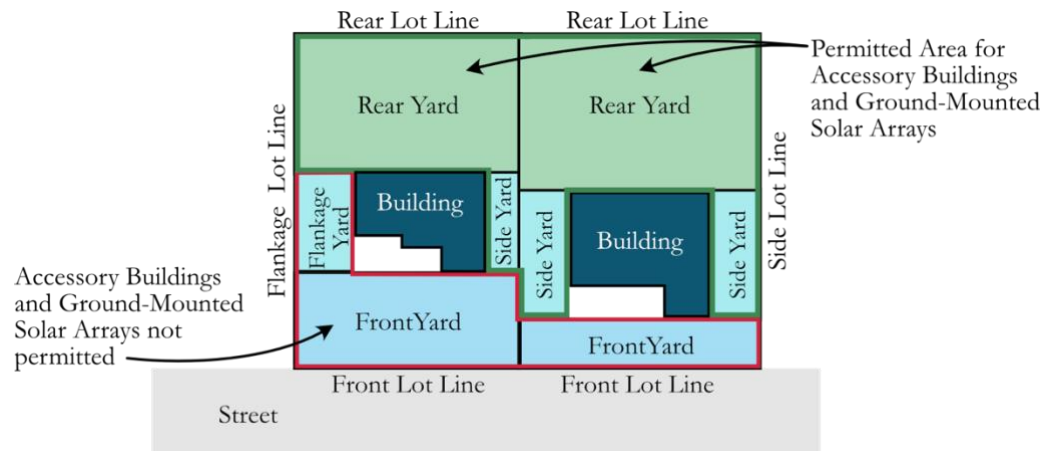 Rear Lot Line
Rear Lot Line
Permitted Area for
Accessory Buildings
and Ground-Mounted
Solar Arrays
Rear Yard
Rear Yard
Flankage Lot Line
Side Lot Line
Flankage
Yard
Building
Side Yard
Side Yard
Building
Side Yard
Accessory Buildings
and Ground-Mounted
Solar Arrays not
permitted
FrontYard
FrontYard
Front Lot Line
Front Lot Line
Street